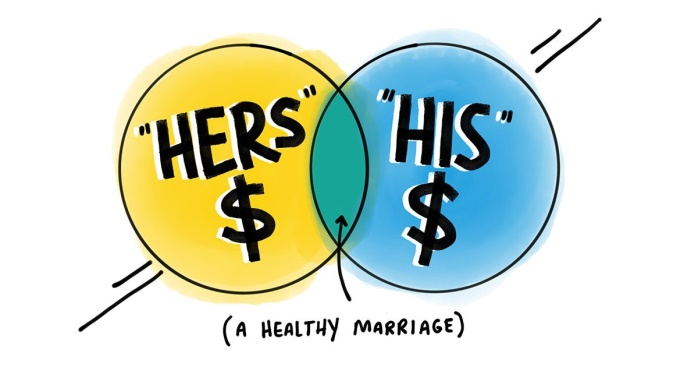 "HERS"
$
"HIS"
$
(A HEALTHY MARRIAGE)